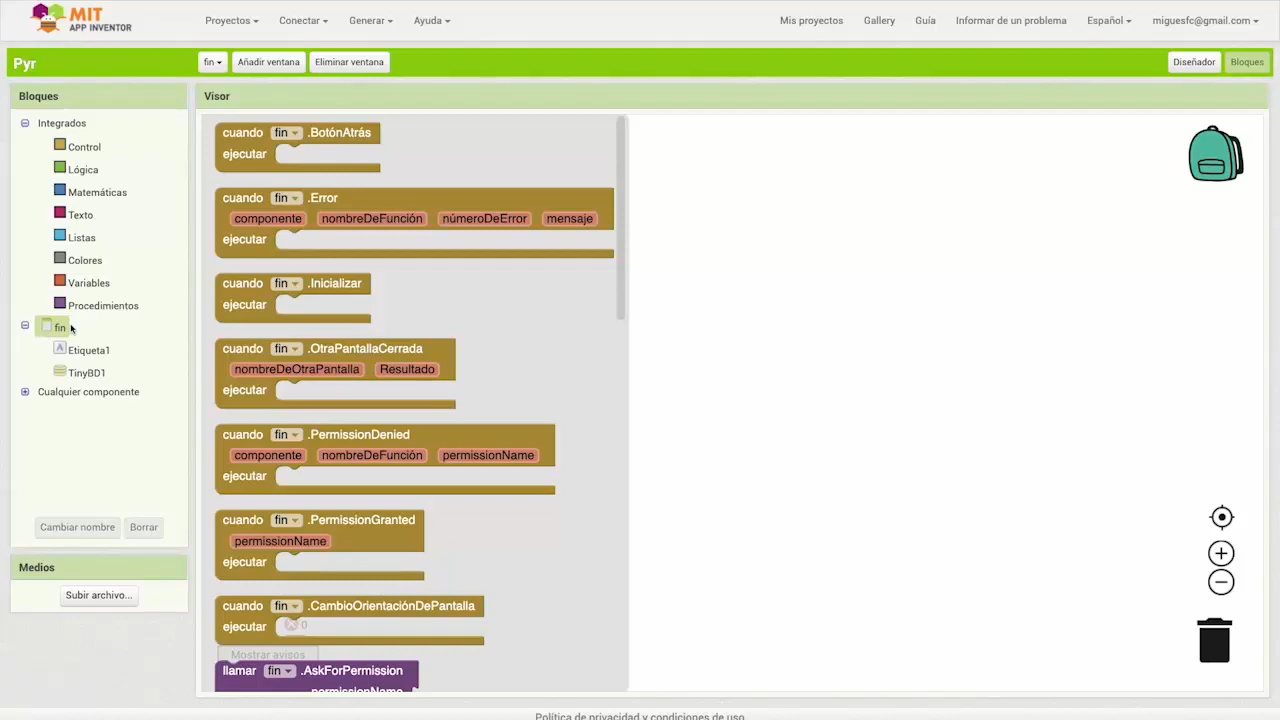 MIT
APP INVENTOR
Proyectos
Conectar
Generar
Ayuda
Mis proyectos
Gallery
Guía
Informar de un problema
Español
miguesfc@gmail.com
Pyr
fin
Añadir ventana
Eliminar ventana
Diseñador
Bloques
Bloques
Integrados
Control
Lógica
Matemáticas
Texto
Listas
Colores
Variables
Procedimientos
fin
A Etiqueta1
TinyBD1
Cualquier componente
Cambiar nombre
Borrar
Medios
Subir archivo...
Visor
cuando fin .BotónAtrás
ejecutar
cuando fin .Error
componente nombreDeFunción númeroDeError mensaje
ejecutar
cuando fin .Inicializar
ejecutar
cuando fin .OtraPantallaCerrada
nombreDeOtraPantalla Resultado
ejecutar
cuando fin .PermissionDenied
componente nombreDeFunción permissionName
ejecutar
cuando fin .PermissionGranted
permissionName
ejecutar
cuando fin .CambioOrientaciónDePantalla
ejecutar 0
Mostrar avisos
llamar fin .AskForPermission
permissionName
Política de privacidad y condiciones de uso